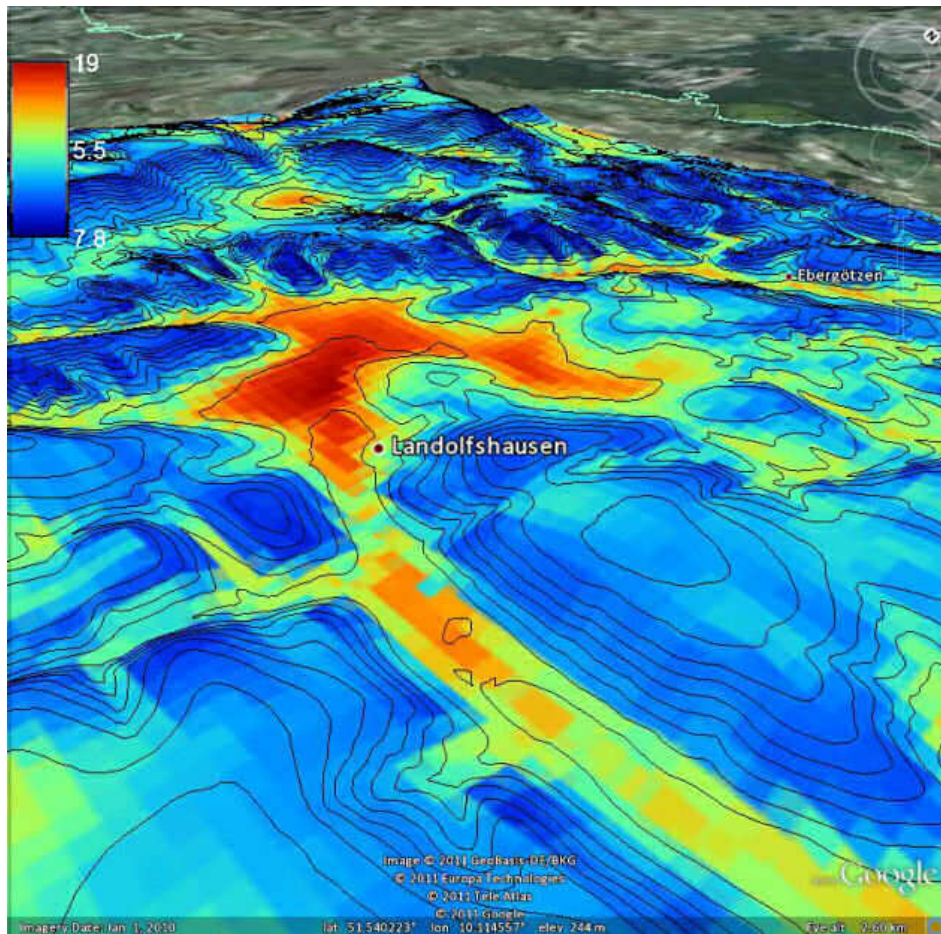 19
5.5
7.8
N
Ebergötzen
Landolfshausen
Image © 2011 GeoBasis-DE/BKG
© 2011 Europa Technologies
© 2011 Tele Atlas
© 2011 Google
Google
Imagery Date: Jan. 1, 2010 lat 51.540223° lon 10.114557° elev 244 m Eye alt 2.60 km